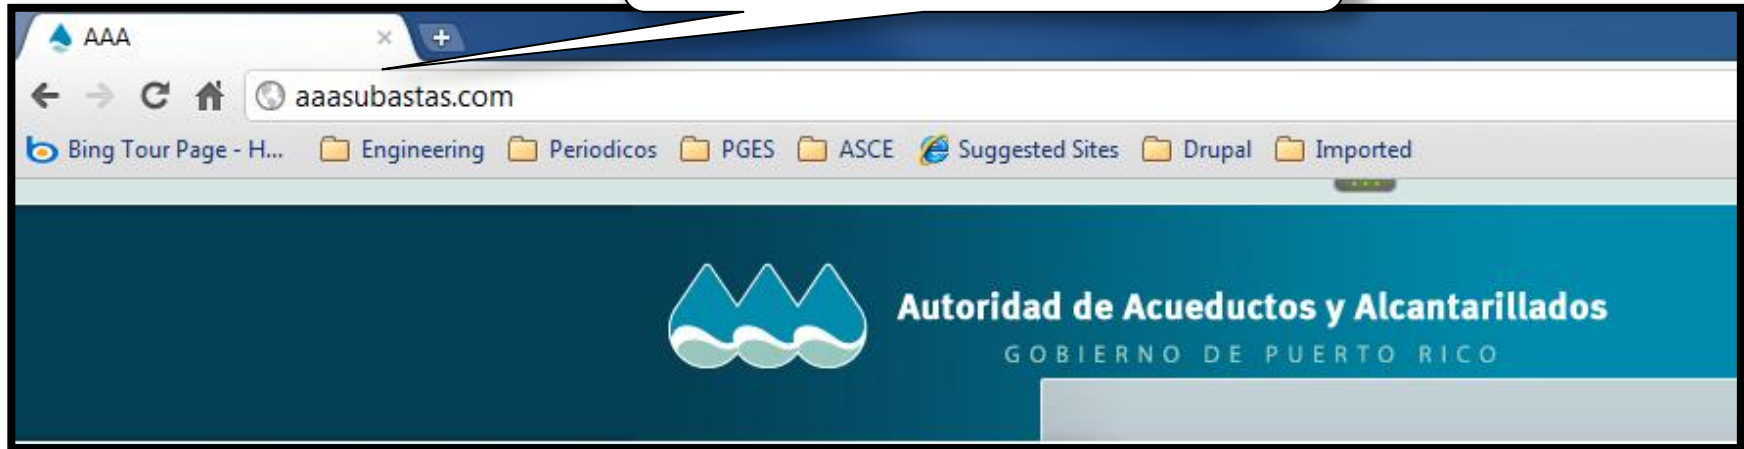 AAA
aaasubastas.com
Bing Tour Page - H... Engineering Periodicos PGES ASCE Suggested Sites Drupal Imported
Autoridad de Acueductos y Alcantarillados
GOBIERNO DE PUERTO RICO